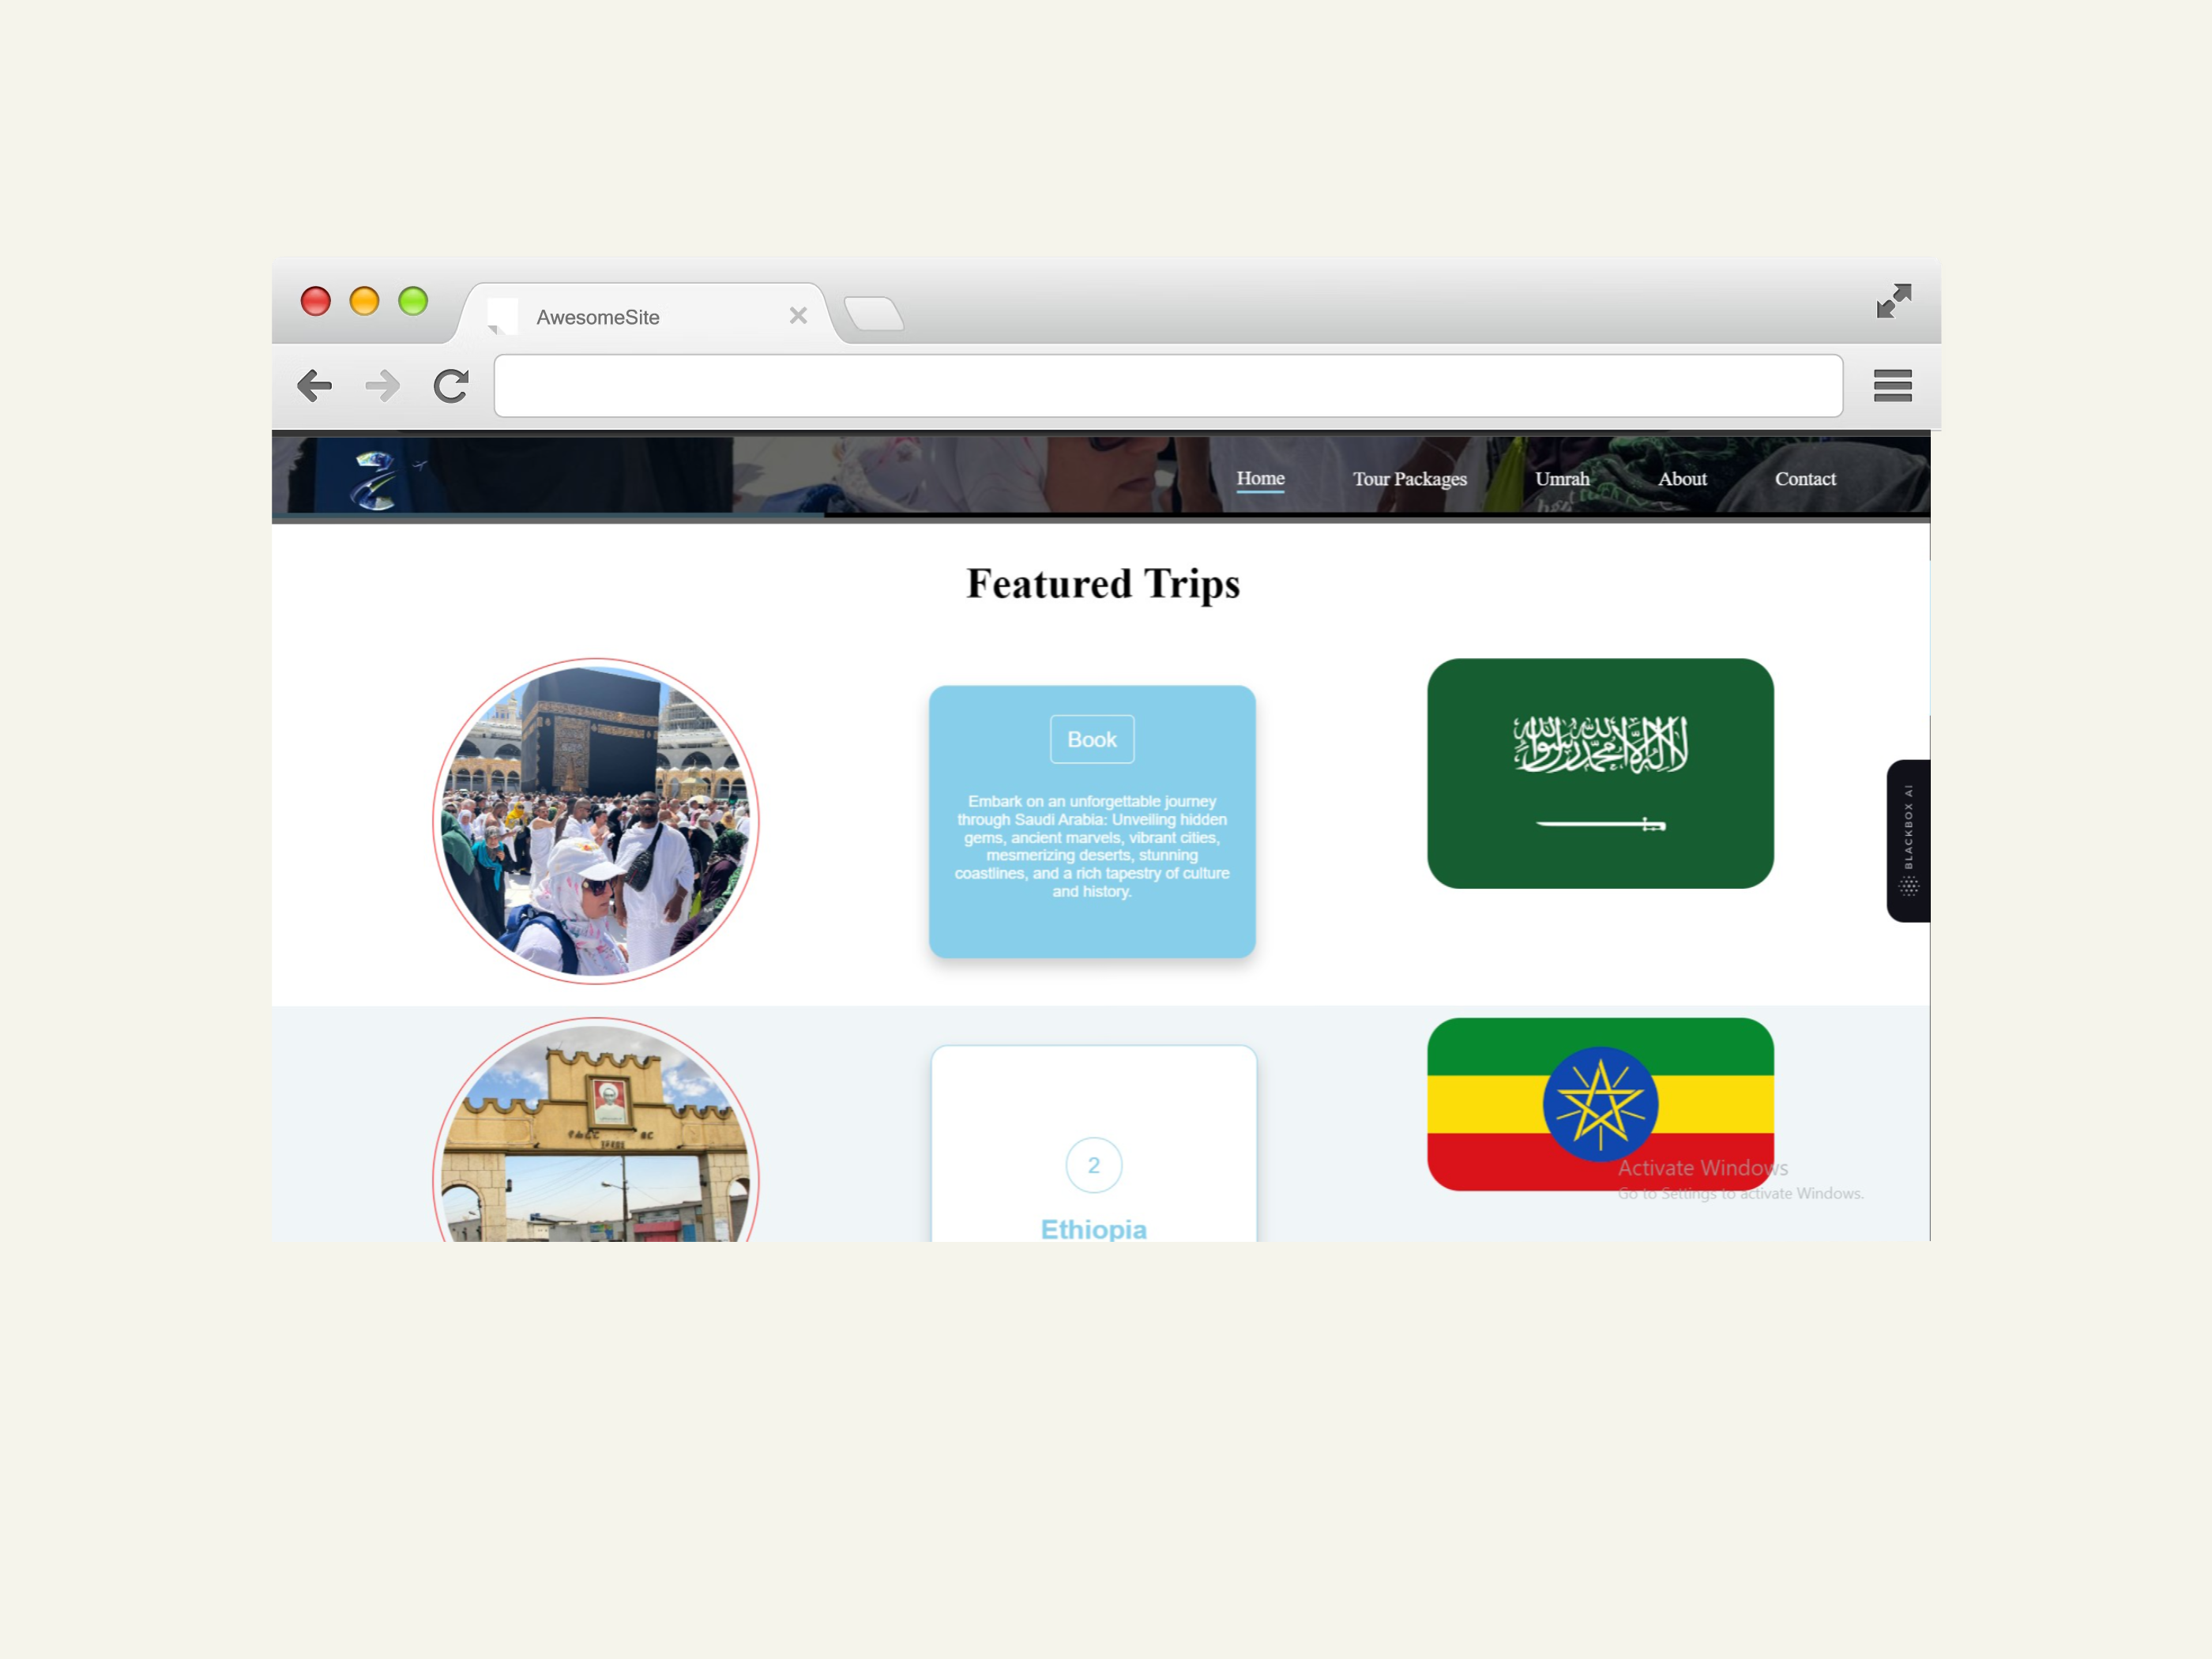 AwesomeSite
Home Tour Packages Umrah About Contact
Featured Trips
Book
Embark on an unforgettable journey
through Saudi Arabia: Unveiling hidden
gems, ancient marvels, vibrant cities,
mesmerizing deserts, stunning
coastlines, and a rich tapestry of culture
and history.
لا إله إلا الله محمد رسول الله
BLACKBOX AI
2
Ethiopia
Activate Windows
Go to Settings to activate Windows.